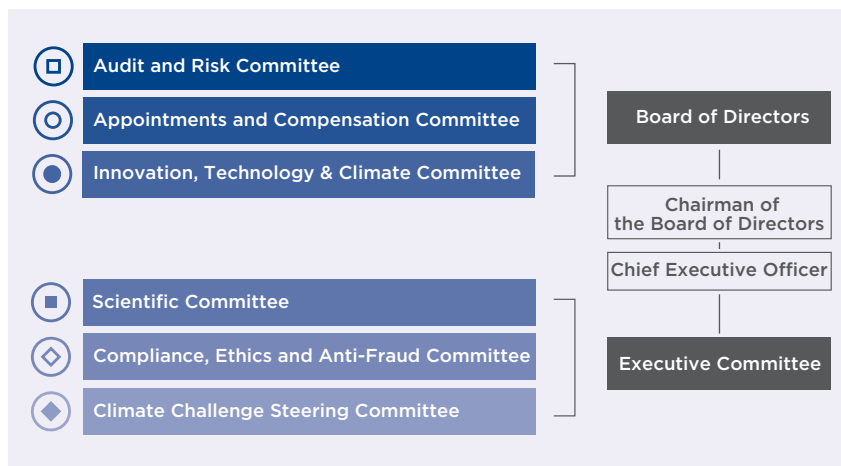 Audit and Risk Committee
Appointments and Compensation Committee
Innovation, Technology & Climate Committee
Board of Directors
Chairman of
the Board of Directors
Chief Executive Officer
Scientific Committee
Compliance, Ethics and Anti-Fraud Committee
Climate Challenge Steering Committee
Executive Committee